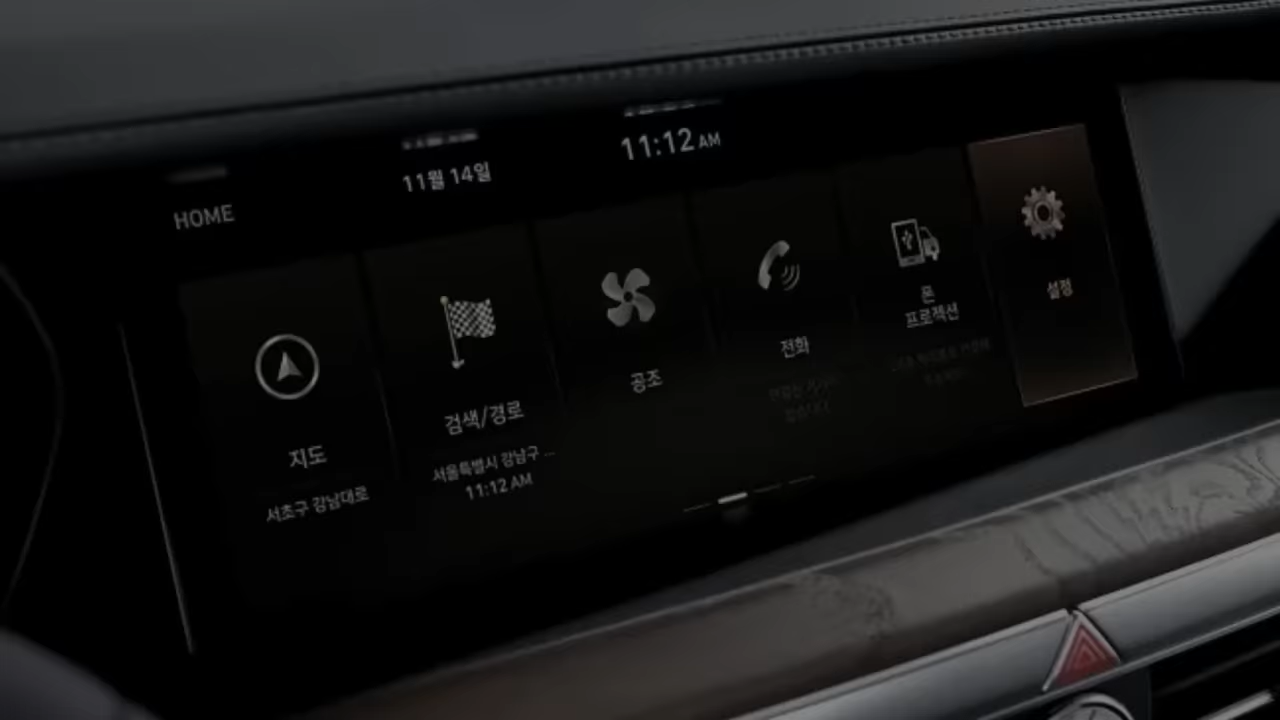 HOME
11월 14일
11:12 AM
지도
서초구 강남대로
검색/경로
서울특별시 강남구 ...
11:12 AM
공조
전화
폰
프로젝션
설정